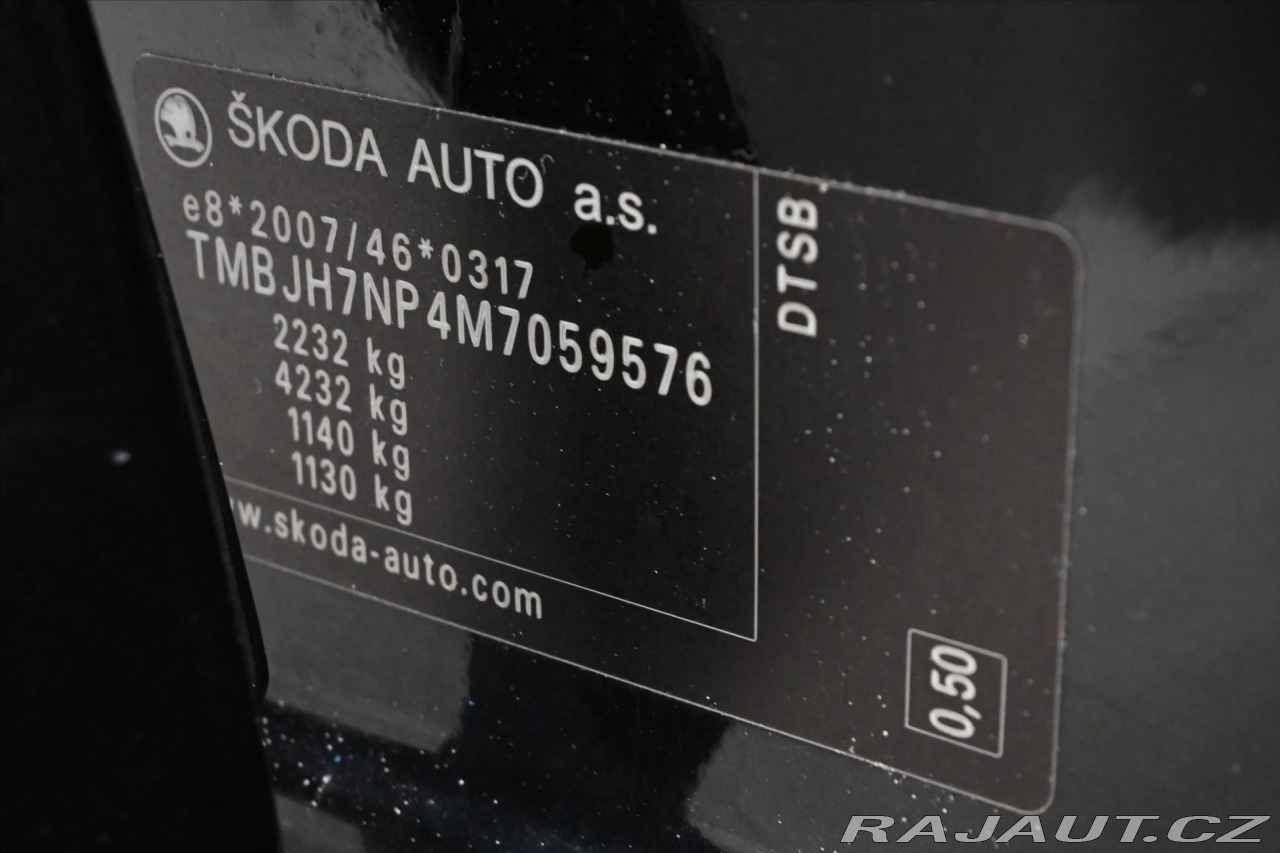 ŠKODA AUTO a.s.
e8*2007/46*0317
TMBJH7NP4M7059576
2232 kg
4232 kg
1140 kg
1130 kg
w.skoda-auto.com
DTSB
0,50
RAJAUT.CZ